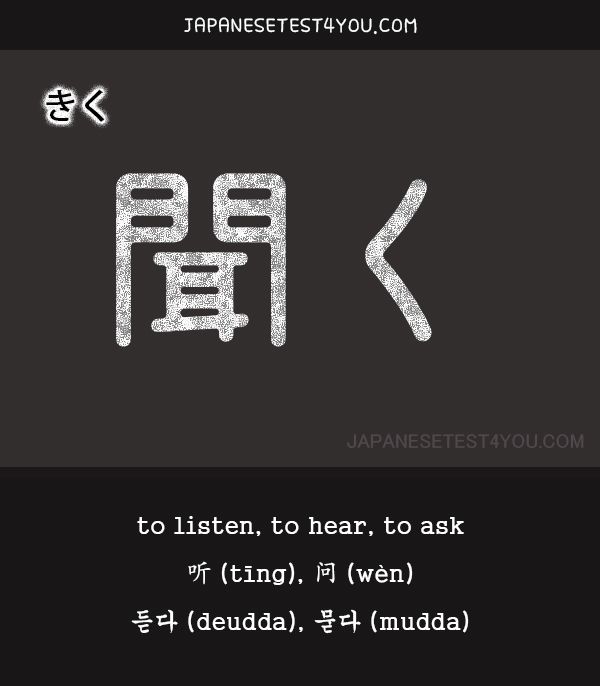 JAPANESETEST4YOU.COM
きく
聞く
JAPANESETEST4YOU.COM
to listen, to hear, to ask
听 (tīng), 问 (wèn)
듣다 (deudda), 묻다 (mudda)